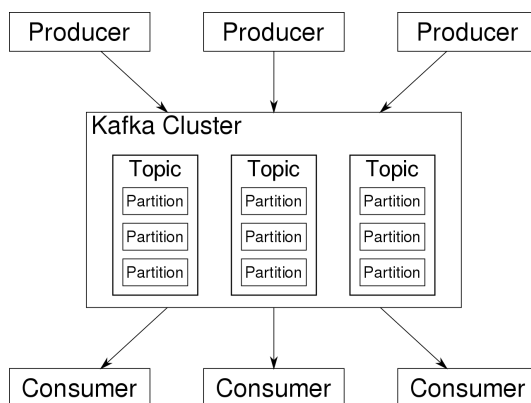 Producer Producer Producer
Kafka Cluster
Topic Topic Topic
Partition Partition Partition
Partition Partition Partition
Partition Partition Partition
Consumer Consumer Consumer